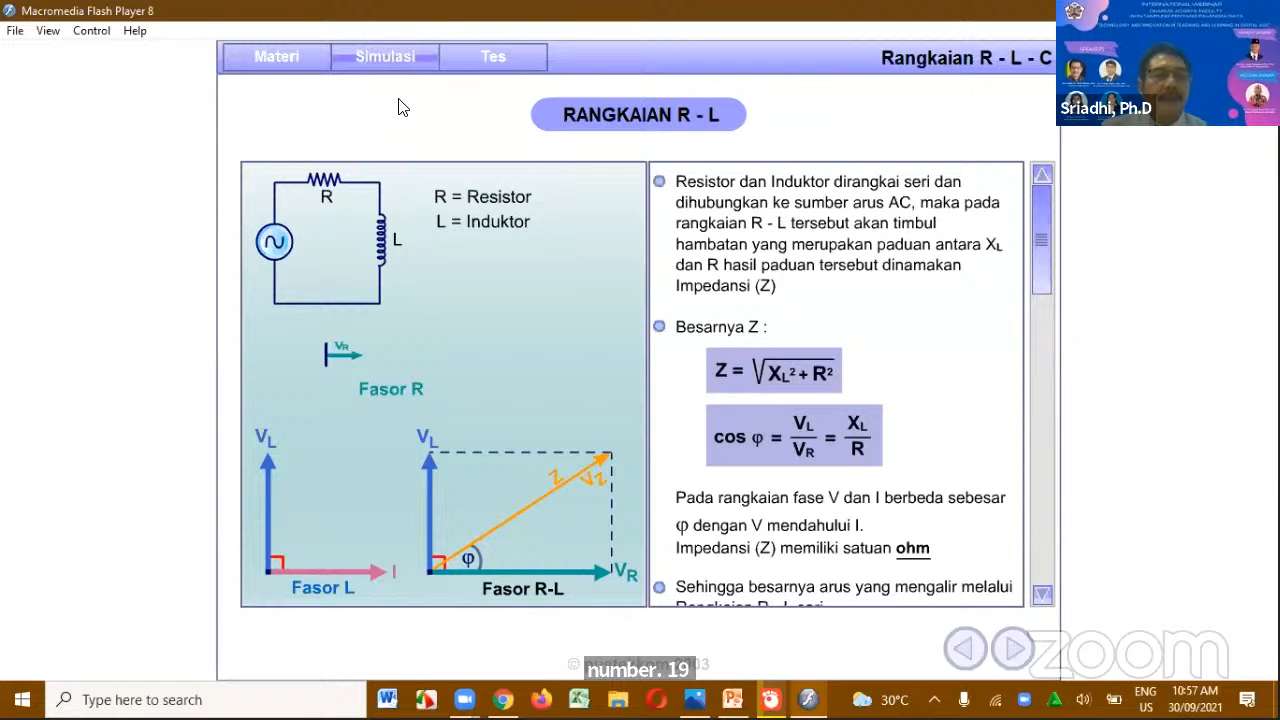 Macromedia Flash Player 8
File View Control Help
Materi Simulasi Tes
Rangkaian R - L - C
INTERNATIONAL WEBINAR
SPEAKERS
Sriadhi, Ph.D
RANGKAIAN R - L
R
L
R = Resistor
L = Induktor
VR
Fasor R
VL
I
Fasor L
VL
Z
VZ
φ
VR
Fasor R-L
Resistor dan Induktor dirangkai seri dan
dihubungkan ke sumber arus AC, maka pada
rangkaian R - L tersebut akan timbul
hambatan yang merupakan paduan antara XL
dan R hasil paduan tersebut dinamakan
Impedansi (Z)
Besarnya Z :
Z = √XL² + R²
cos φ = VL/VR = XL/R
Pada rangkaian fase V dan I berbeda sebesar
φ dengan V mendahului I.
Impedansi (Z) memiliki satuan ohm
Sehingga besarnya arus yang mengalir melalui
number. 19
zoom
Type here to search
30°C
ENG
US
10:57 AM
30/09/2021